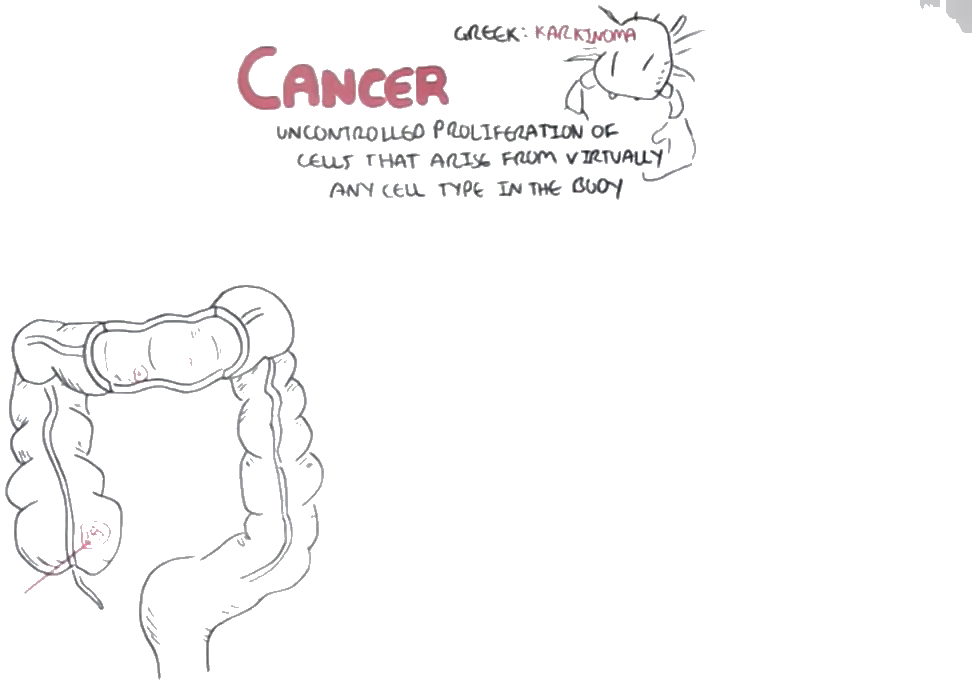 GREEK: KARKINOMA
CANCER
UNCONTROLLED PROLIFERATION OF
CELLS THAT ARISE FROM VIRTUALLY
ANY CELL TYPE IN THE BODY